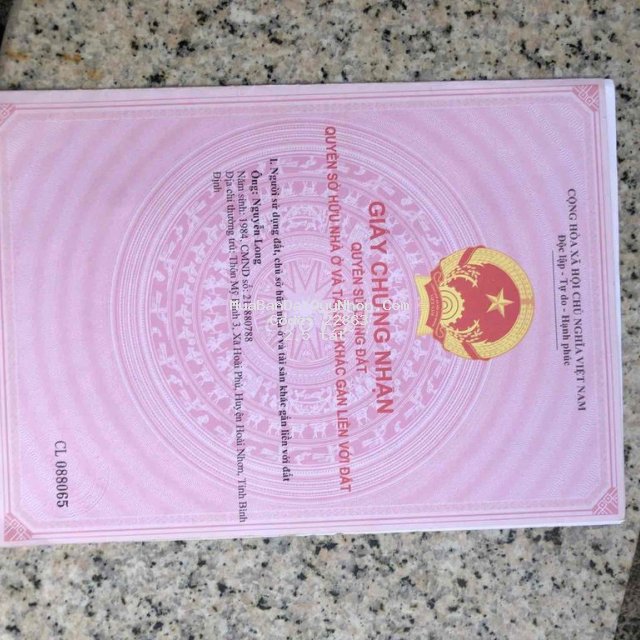 CỘNG HÒA XÃ HỘI CHỦ NGHĨA VIỆT NAM
Độc lập - Tự do - Hạnh phúc
GIẤY CHỨNG NHẬN
QUYỀN SỬ DỤNG ĐẤT
QUYỀN SỞ HỮU NHÀ Ở VÀ TÀI SẢN KHÁC GẮN LIỀN VỚI ĐẤT
I. Người sử dụng đất, chủ sở hữu nhà ở và tài sản khác gắn liền với đất
Ông: Nguyễn Long
Năm sinh: 1984, CMND số: 211880788
Địa chỉ thường trú: Thôn Mỹ Bình 3, Xã Hoài Phú, Huyện Hoài Nhơn, Tỉnh Bình
Định
CL 088065